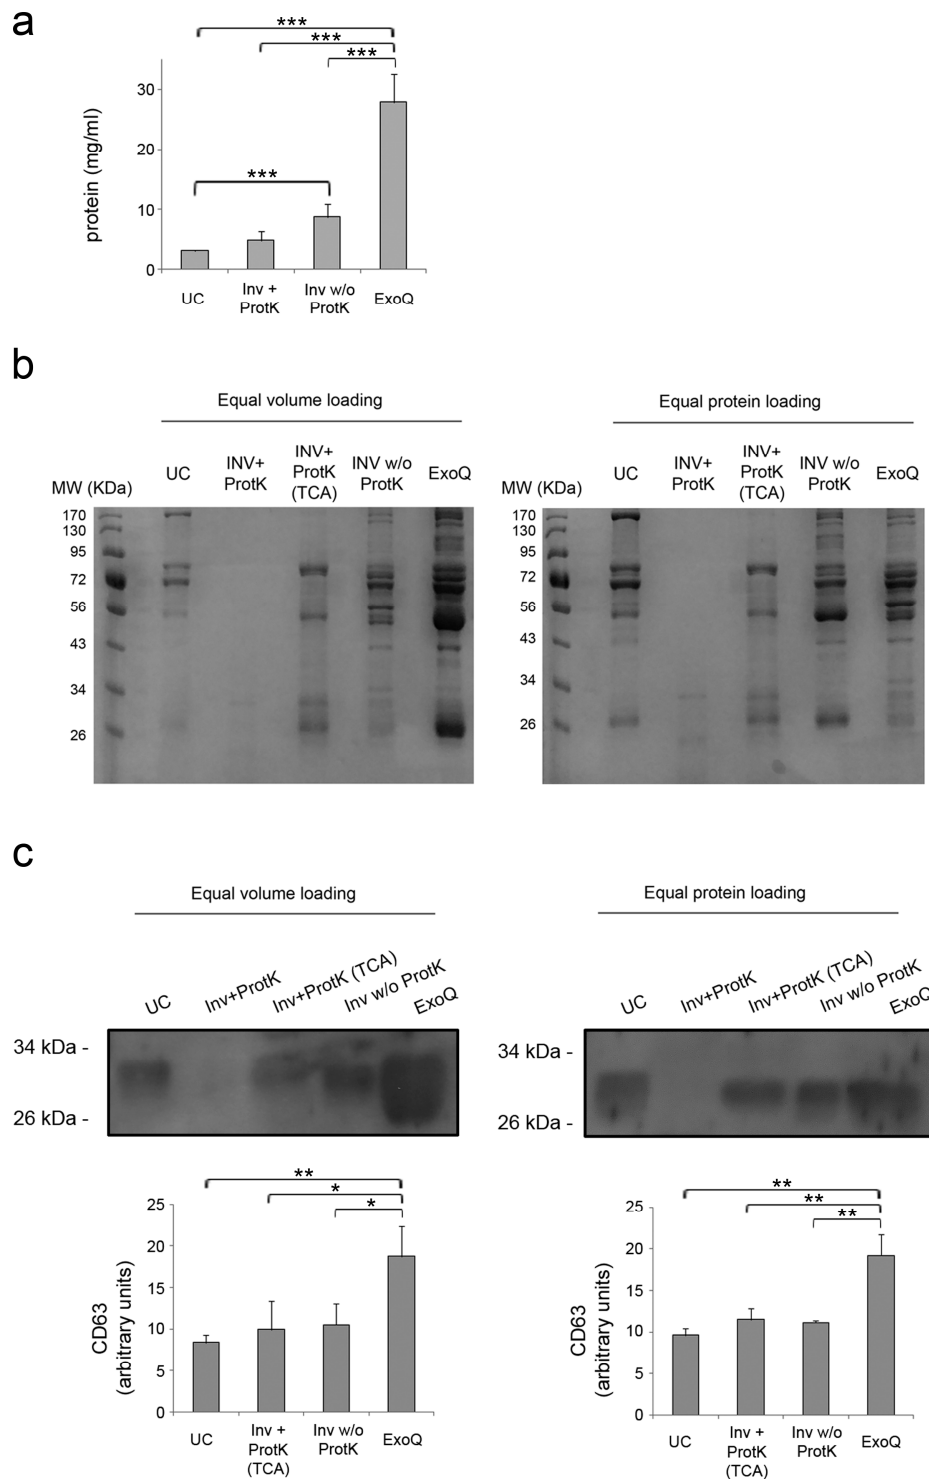 a
***
***
***
***
protein (mg/ml)
30
20
10
0
UC
Inv +
ProtK
Inv w/o
ProtK
ExoQ
b
Equal volume loading
MW (KDa)
UC
INV+
ProtK
INV+
ProtK
(TCA)
INV w/o
ProtK
ExoQ
170
130
95
72
56
43
34
26
Equal protein loading
MW (KDa)
UC
INV+
ProtK
INV+
ProtK
(TCA)
INV w/o
ProtK
ExoQ
170
130
95
72
56
43
34
26
c
Equal volume loading
UC
Inv+ProtK
Inv+ProtK (TCA)
Inv w/o ProtK
ExoQ
34 kDa -
26 kDa -
**
*
*
CD63
(arbitrary units)
25
20
15
10
5
0
UC
Inv +
ProtK
(TCA)
Inv w/o
ProtK
ExoQ
Equal protein loading
UC
Inv+ProtK
Inv+ProtK (TCA)
Inv w/o ProtK
ExoQ
34 kDa -
26 kDa -
**
**
**
CD63
(arbitrary units)
25
20
15
10
5
0
UC
Inv +
ProtK
(TCA)
Inv w/o
ProtK
ExoQ